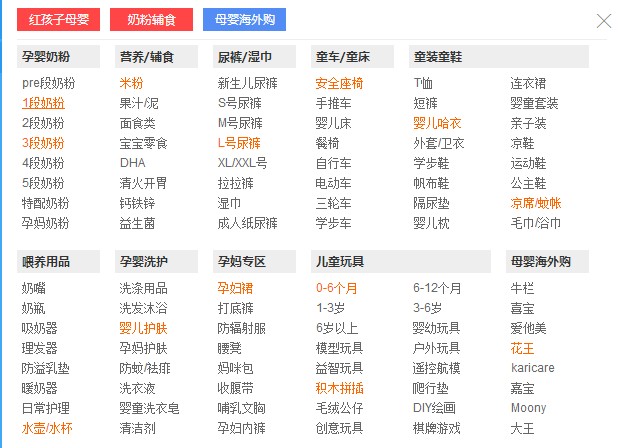 红孩子母婴 奶粉辅食 母婴海外购
孕婴奶粉 营养/辅食 尿裤/湿巾 童车/童床 童装童鞋
pre段奶粉 米粉 新生儿尿裤 安全座椅 T恤 连衣裙
1段奶粉 果汁/泥 S号尿裤 手推车 短裤 婴童套装
2段奶粉 面食类 M号尿裤 婴儿床 婴儿哈衣 亲子装
3段奶粉 宝宝零食 L号尿裤 餐椅 外套/卫衣 凉鞋
4段奶粉 DHA XL/XXL号 自行车 学步鞋 运动鞋
5段奶粉 清火开胃 拉拉裤 电动车 帆布鞋 公主鞋
特配奶粉 钙铁锌 湿巾 三轮车 隔尿垫 凉席/蚊帐
孕妈奶粉 益生菌 成人纸尿裤 学步车 婴儿枕 毛巾/浴巾
喂养用品 孕婴洗护 孕妈专区 儿童玩具 母婴海外购
奶嘴 洗涤用品 孕妇裙 0-6个月 6-12个月 牛栏
奶瓶 洗发沐浴 打底裤 1-3岁 3-6岁 喜宝
吸奶器 婴儿护肤 防辐射服 6岁以上 婴幼玩具 爱他美
理发器 孕妈护肤 腰凳 模型玩具 户外玩具 花王
防溢乳垫 防蚊/祛痱 妈咪包 益智玩具 遥控航模 karicare
暖奶器 洗衣液 收腹带 积木拼插 爬行垫 嘉宝
日常护理 婴童洗衣皂 哺乳文胸 毛绒公仔 DIY绘画 Moony
水壶/水杯 清洁剂 孕妇内裤 创意玩具 棋牌游戏 大王